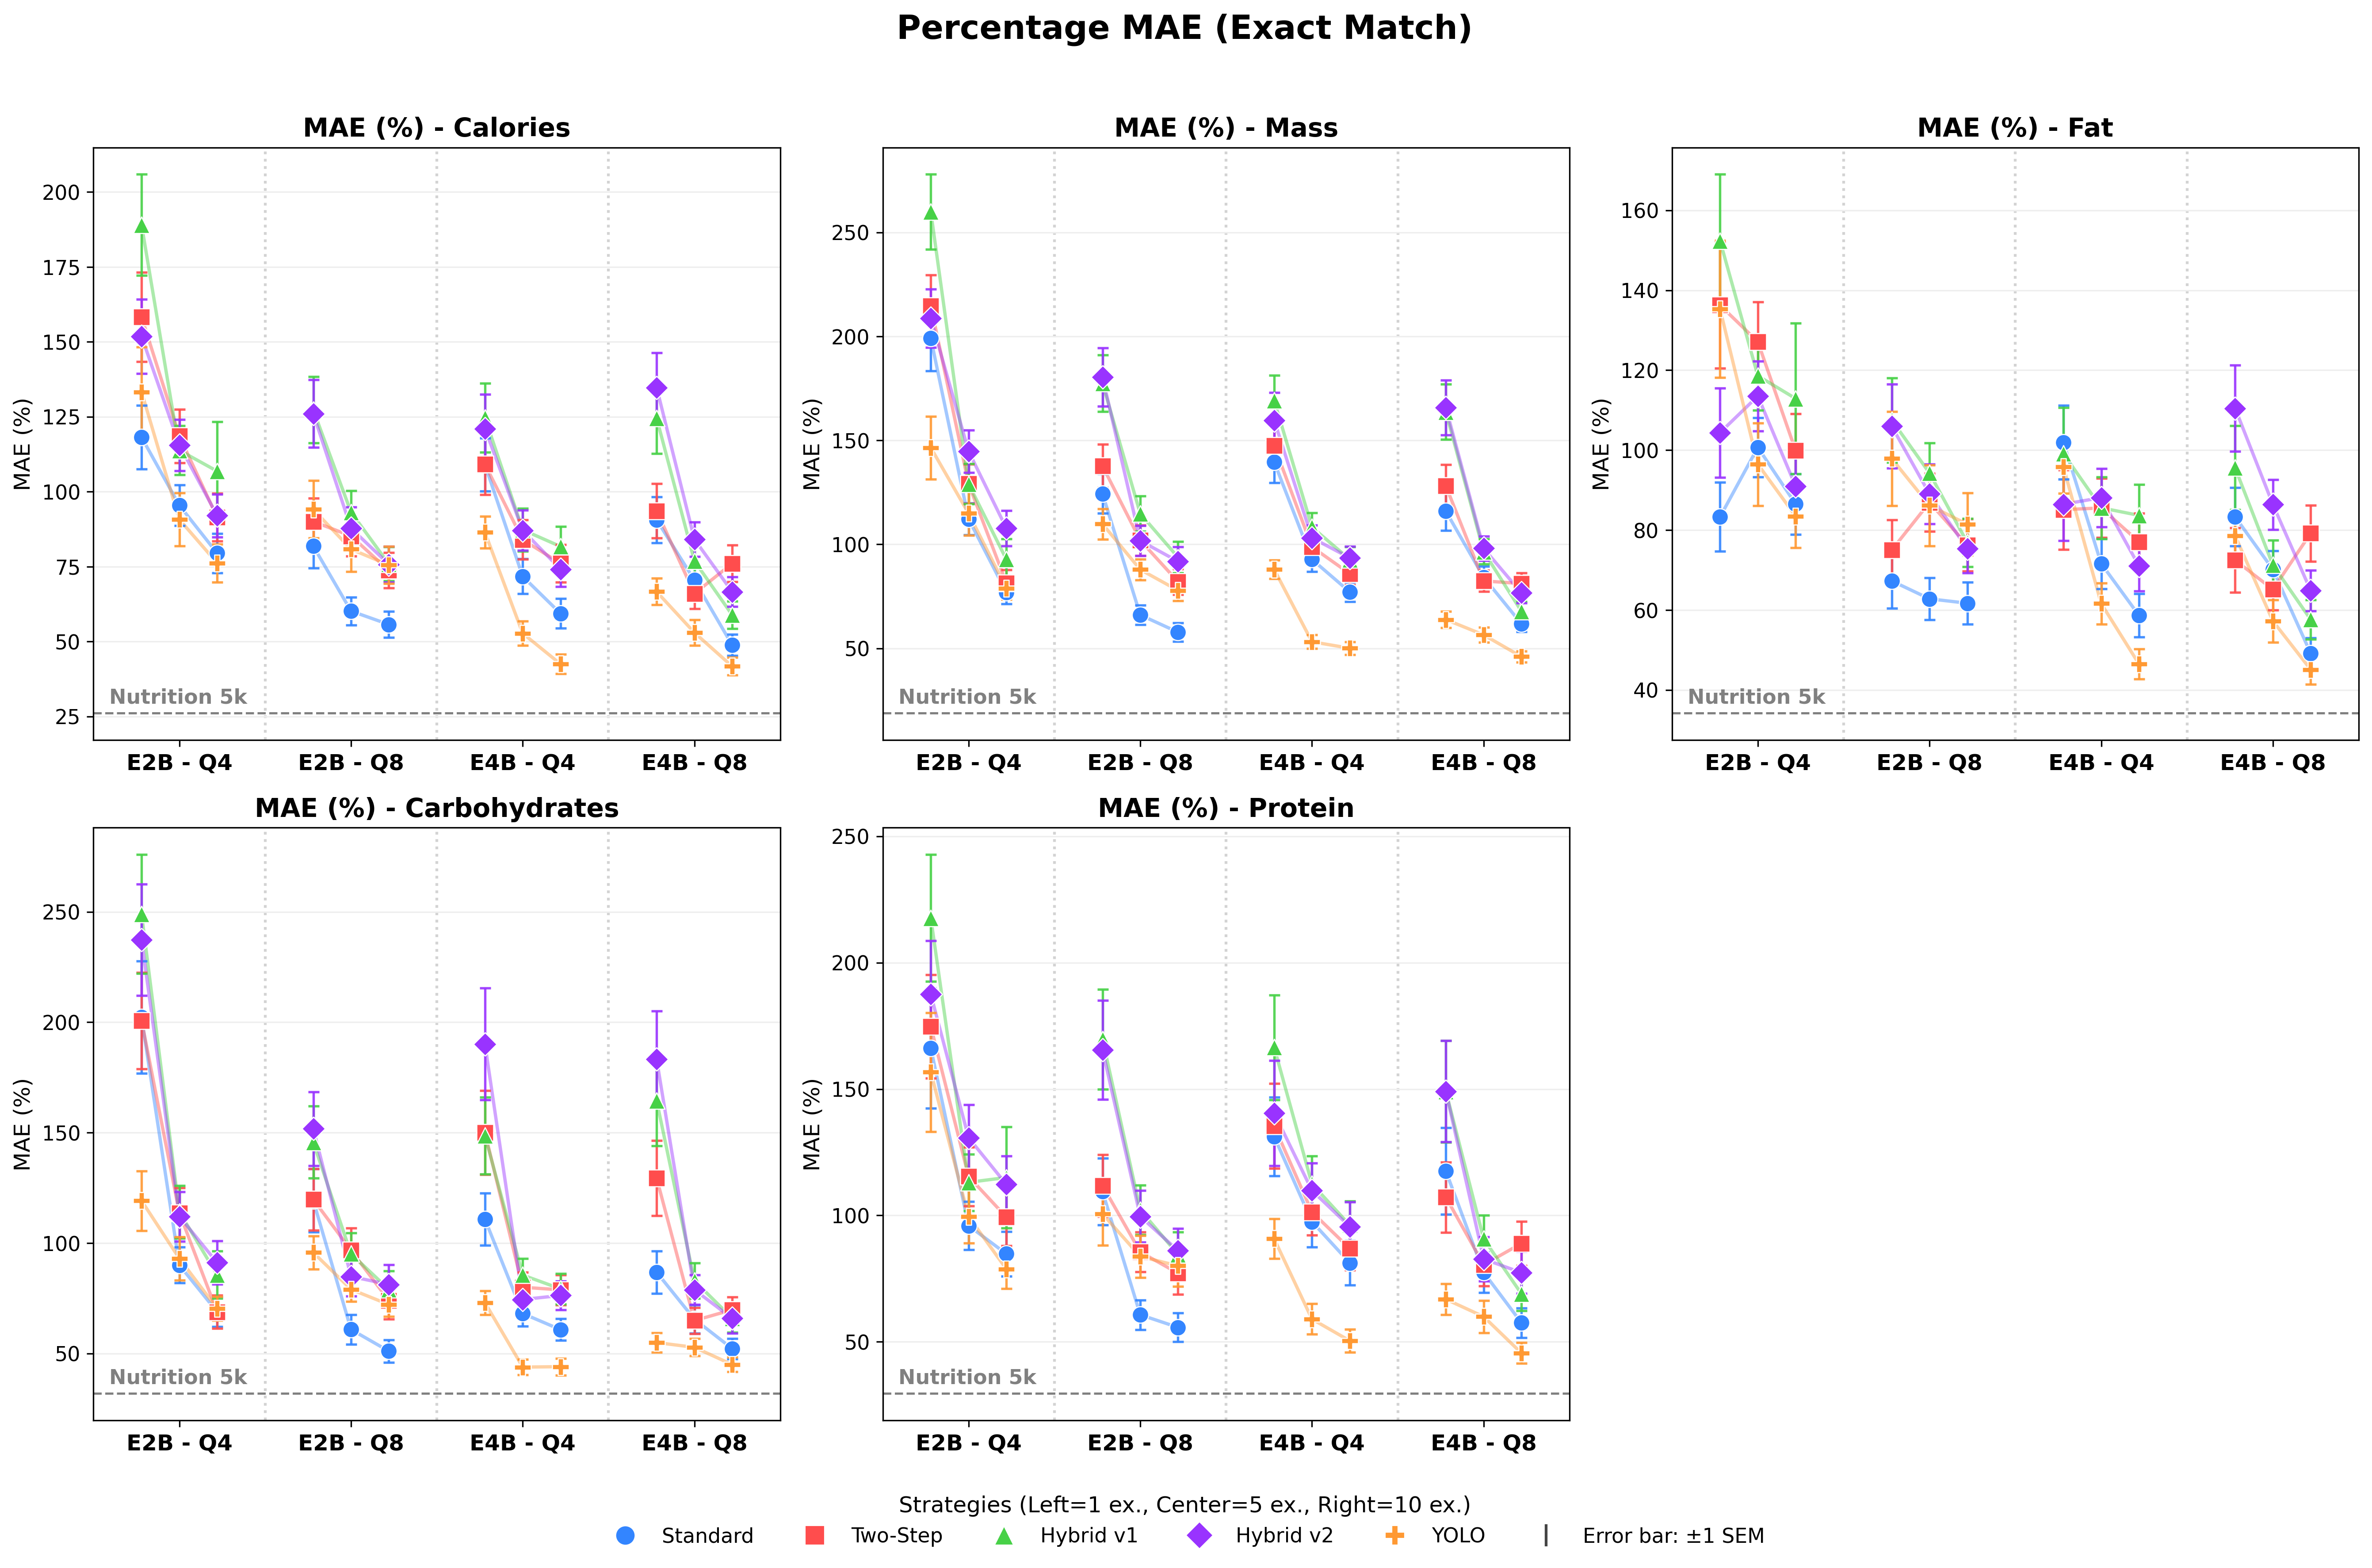 Percentage MAE (Exact Match)
MAE (%) - Calories
MAE (%)
200
175
150
125
100
75
50
25
Nutrition 5k
E2B - Q4 E2B - Q8 E4B - Q4 E4B - Q8
MAE (%) - Mass
MAE (%)
250
200
150
100
50
Nutrition 5k
E2B - Q4 E2B - Q8 E4B - Q4 E4B - Q8
MAE (%) - Fat
MAE (%)
160
140
120
100
80
60
40
Nutrition 5k
E2B - Q4 E2B - Q8 E4B - Q4 E4B - Q8
MAE (%) - Carbohydrates
MAE (%)
250
200
150
100
50
Nutrition 5k
E2B - Q4 E2B - Q8 E4B - Q4 E4B - Q8
MAE (%) - Protein
MAE (%)
250
200
150
100
50
Nutrition 5k
E2B - Q4 E2B - Q8 E4B - Q4 E4B - Q8
Strategies (Left=1 ex., Center=5 ex., Right=10 ex.)
Standard Two-Step Hybrid v1 Hybrid v2 YOLO Error bar: ±1 SEM